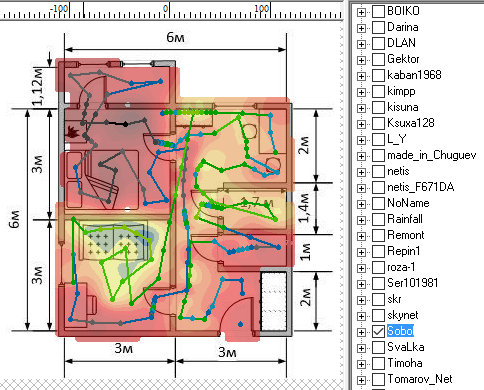 -100
0
100
6м
1,12м
3м
6м
3м
2м
1,7 м
1,4м
1м
2м
3м
3м
BOIKO
Darina
DLAN
Gektor
kaban1968
kimpp
kisuna
Ksuxa128
L_Y
made_in_Chuguev
netis
netis_F671DA
NoName
Rainfall
Remont
Repin1
roza-1
Ser101981
skr
skynet
Sobol
SvaLka
Timoha
Tomarov_Net